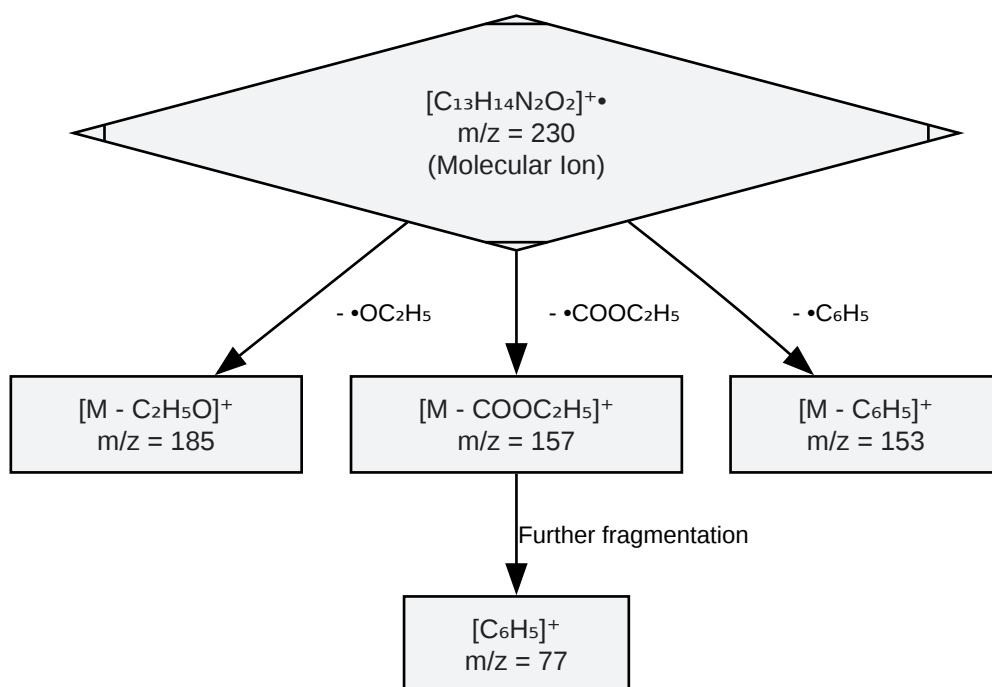 [C₁₃H₁₄N₂O₂]⁺•
m/z = 230
(Molecular Ion)
- •OC₂H₅
- •COOC₂H₅
- •C₆H₅
[M - C₂H₅O]⁺
m/z = 185
[M - COOC₂H₅]⁺
m/z = 157
[M - C₆H₅]⁺
m/z = 153
Further fragmentation
[C₆H₅]⁺
m/z = 77